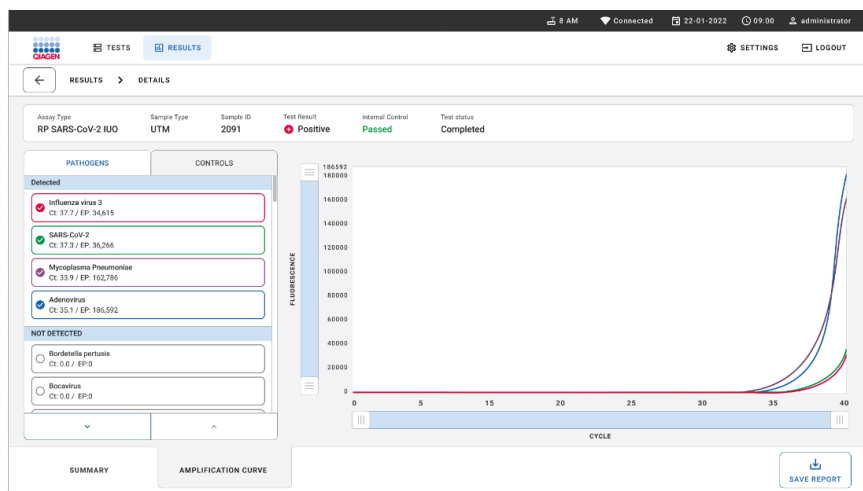 8 AM Connected 22-01-2022 09:00 administrator
QIAGEN TESTS RESULTS SETTINGS LOGOUT
RESULTS > DETAILS
Assay Type Sample Type Sample ID Test Result Internal Control Test status
RP SARS-CoV-2 IUO UTM 2091 Positive Passed Completed
PATHOGENS CONTROLS
Detected
Influenza virus 3
Ct: 37.7 / EP: 34,615
SARS-CoV-2
Ct: 37.3 / EP: 36,266
Mycoplasma Pneumoniae
Ct: 33.9 / EP: 162,786
Adenovirus
Ct: 35.1 / EP: 186,592
NOT DETECTED
Bordetella pertusis
Ct: 0.0 / EP:0
Bocavirus
Ct: 0.0 / EP:0
FLUORESCENCE
186592
180000
160000
140000
120000
100000
80000
60000
40000
20000
0
0 5 15 20 25 30 35 40
CYCLE
SUMMARY AMPLIFICATION CURVE SAVE REPORT